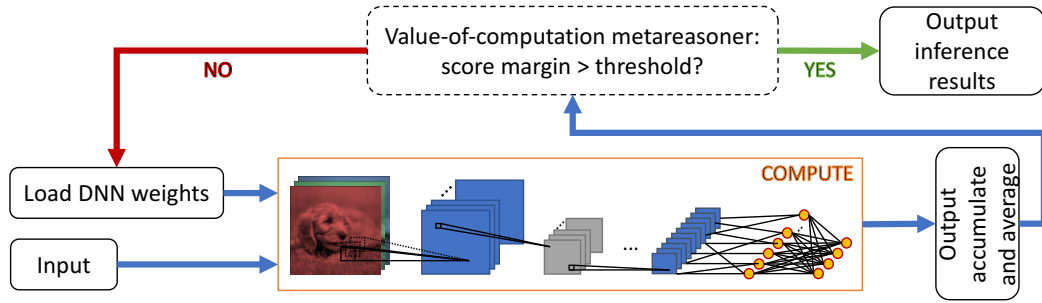 Value-of-computation metareasoner:
score margin > threshold?
NO
YES
Output
inference
results
Load DNN weights
Input
COMPUTE
...
Output
accumulate
and average